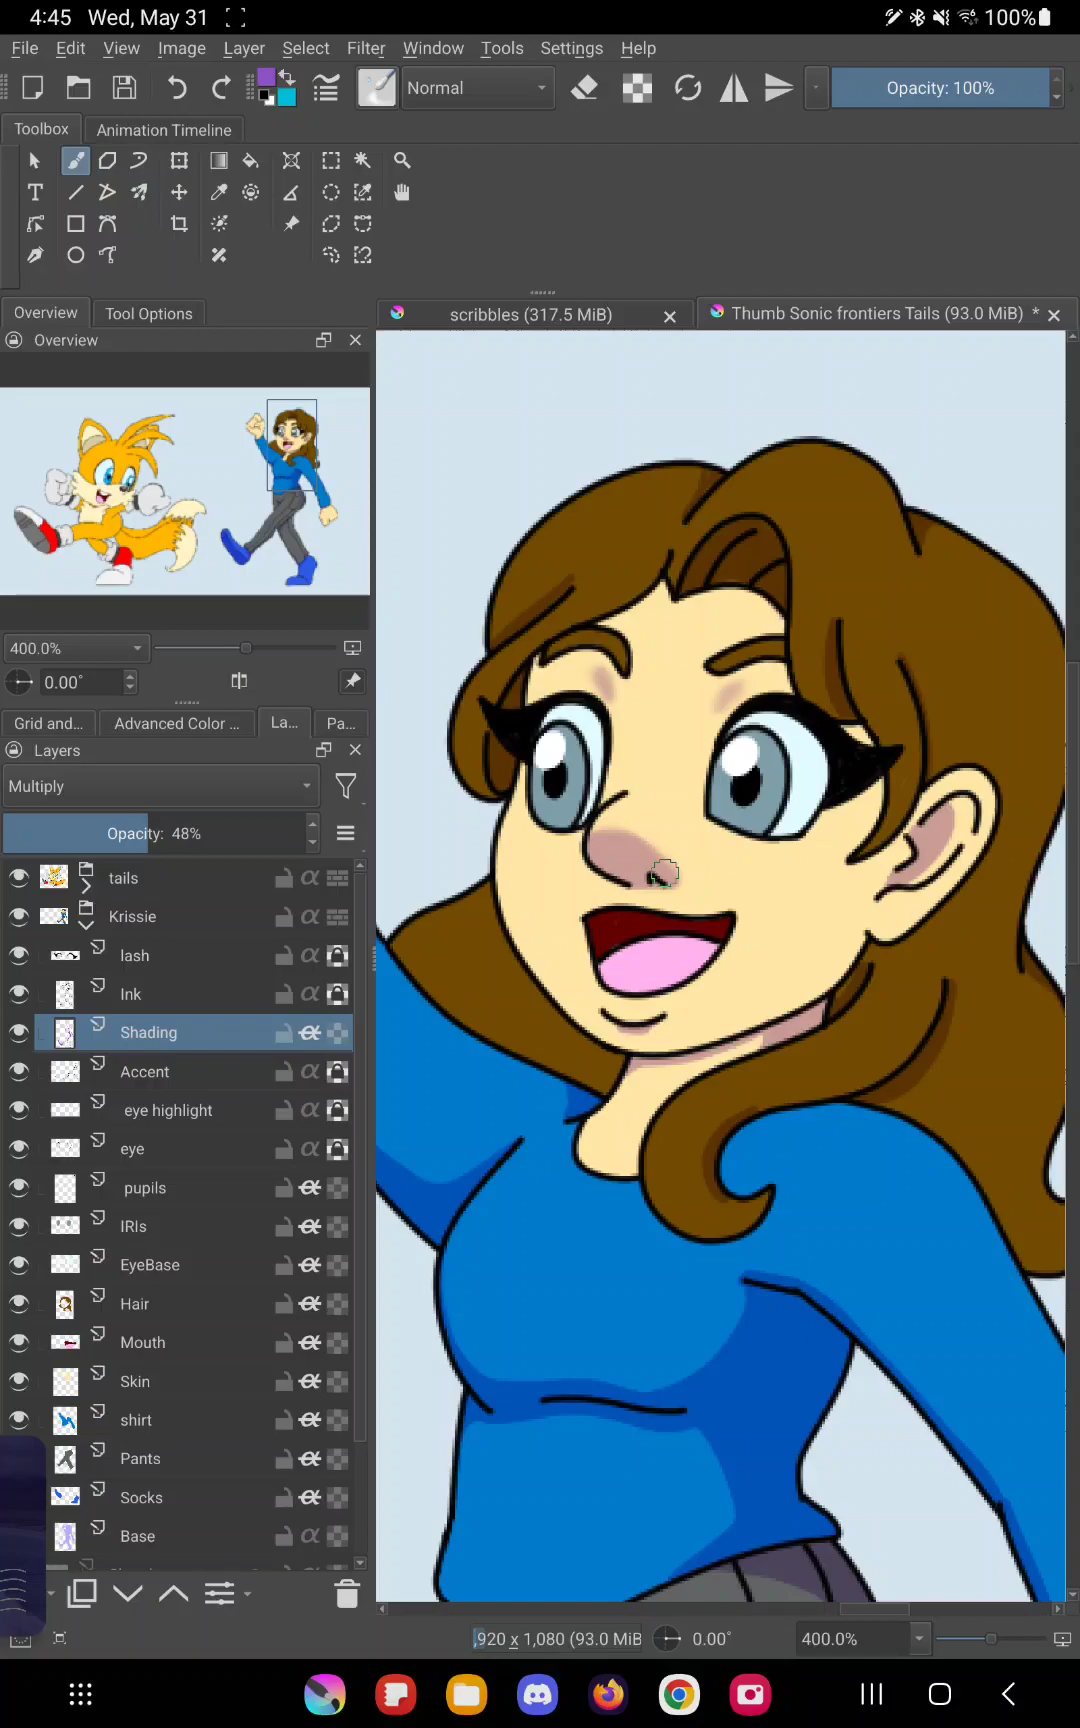 4:45 Wed, May 31 100%
File Edit View Image Layer Select Filter Window Tools Settings Help
Normal Opacity: 100%
Toolbox Animation Timeline
Overview Tool Options
scribbles (317.5 MiB) Thumb Sonic frontiers Tails (93.0 MiB) *
Overview
400.0%
0.00°
Grid and... Advanced Color ... La... Pa...
Layers
Multiply
Opacity: 48%
tails
Krissie
lash
Ink
Shading
Accent
eye highlight
eye
pupils
IRIs
EyeBase
Hair
Mouth
Skin
shirt
Pants
Socks
Base
,920 x 1,080 (93.0 MiB 0.00° 400.0%